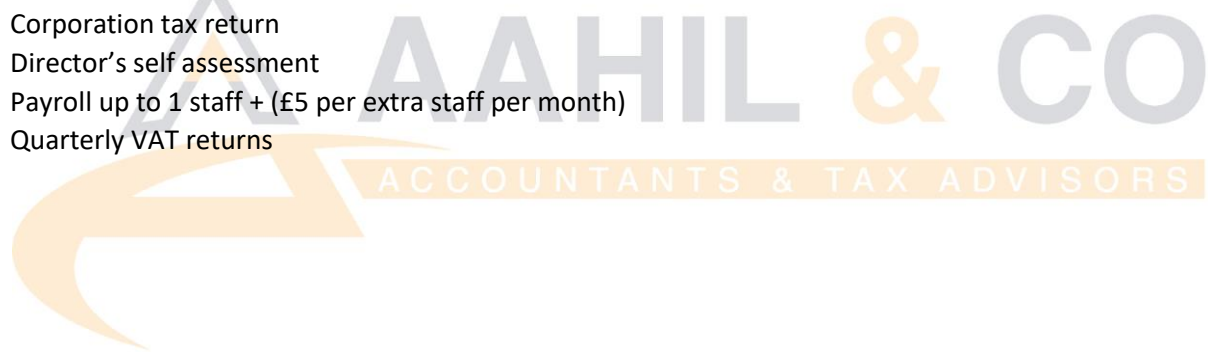 Corporation tax return
Director’s self assessment
Payroll up to 1 staff + (£5 per extra staff per month)
Quarterly VAT returns
AAHIL & CO
ACCOUNTANTS & TAX ADVISORS